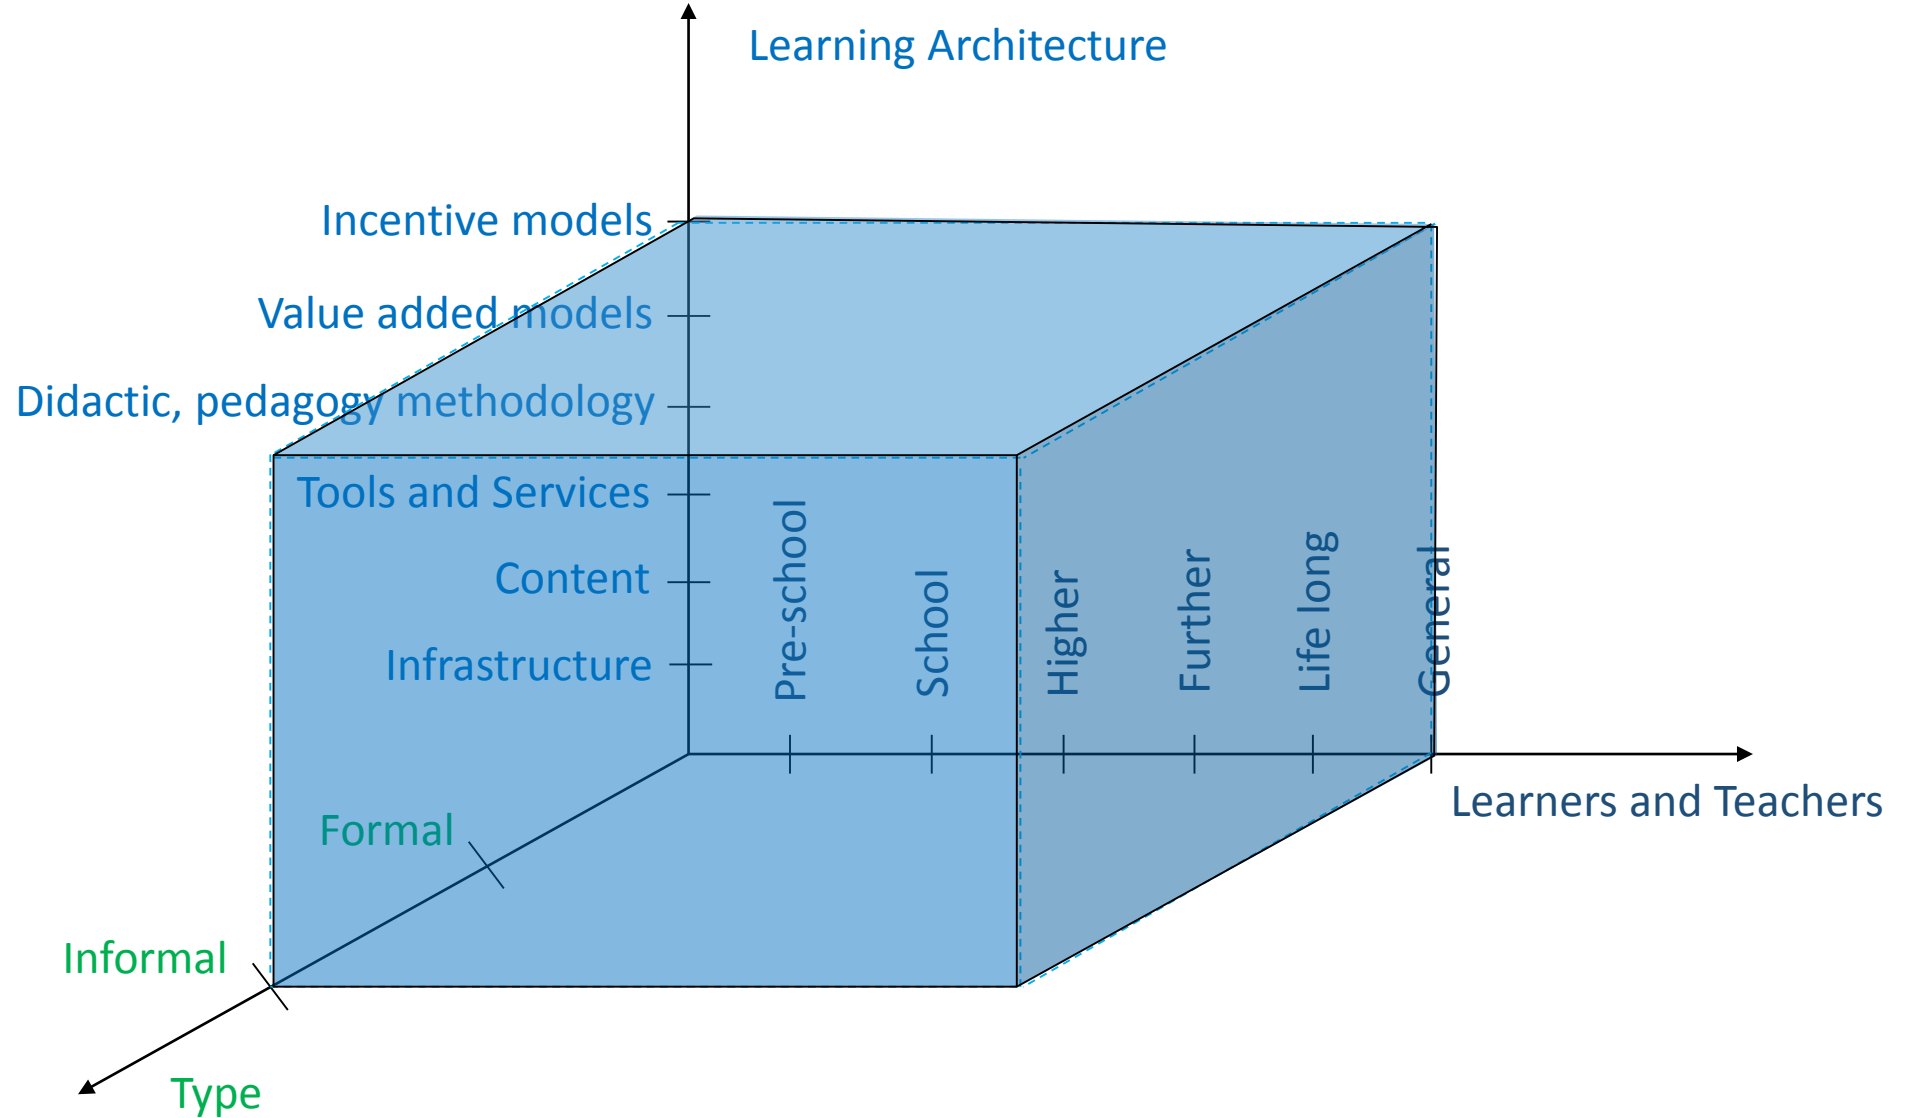 Learning Architecture
Incentive models
Value added models
Didactic, pedagogy methodology
Tools and Services
Content
Infrastructure
Pre-school
School
Higher
Further
Life long
General
Learners and Teachers
Formal
Informal
Type